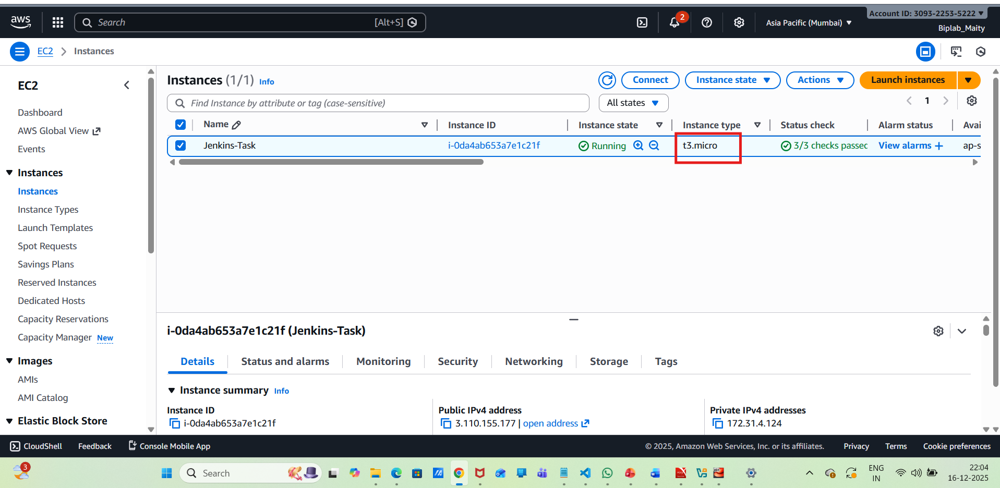 aws
Search [Alt+S]
2
Asia Pacific (Mumbai)
Account ID: 3093-2253-5222
Biplab_Maity
EC2 > Instances
EC2
Dashboard
AWS Global View
Events
Instances
Instances
Instance Types
Launch Templates
Spot Requests
Savings Plans
Reserved Instances
Dedicated Hosts
Capacity Reservations
Capacity Manager New
Images
AMIs
AMI Catalog
Elastic Block Store
Instances (1/1) Info
Connect
Instance state
Actions
Launch instances
Find Instance by attribute or tag (case-sensitive)
All states
1
Name Instance ID Instance state Instance type Status check Alarm status Avai
Jenkins-Task i-0da4ab653a7e1c21f Running t3.micro 3/3 checks passec View alarms + ap-s
i-0da4ab653a7e1c21f (Jenkins-Task)
Details Status and alarms Monitoring Security Networking Storage Tags
Instance summary Info
Instance ID
i-0da4ab653a7e1c21f
Public IPv4 address
3.110.155.177 | open address
Private IPv4 addresses
172.31.4.124
CloudShell Feedback Console Mobile App © 2025, Amazon Web Services, Inc. or its affiliates. Privacy Terms Cookie preferences
3
Search
ENG
IN
22:04
16-12-2025